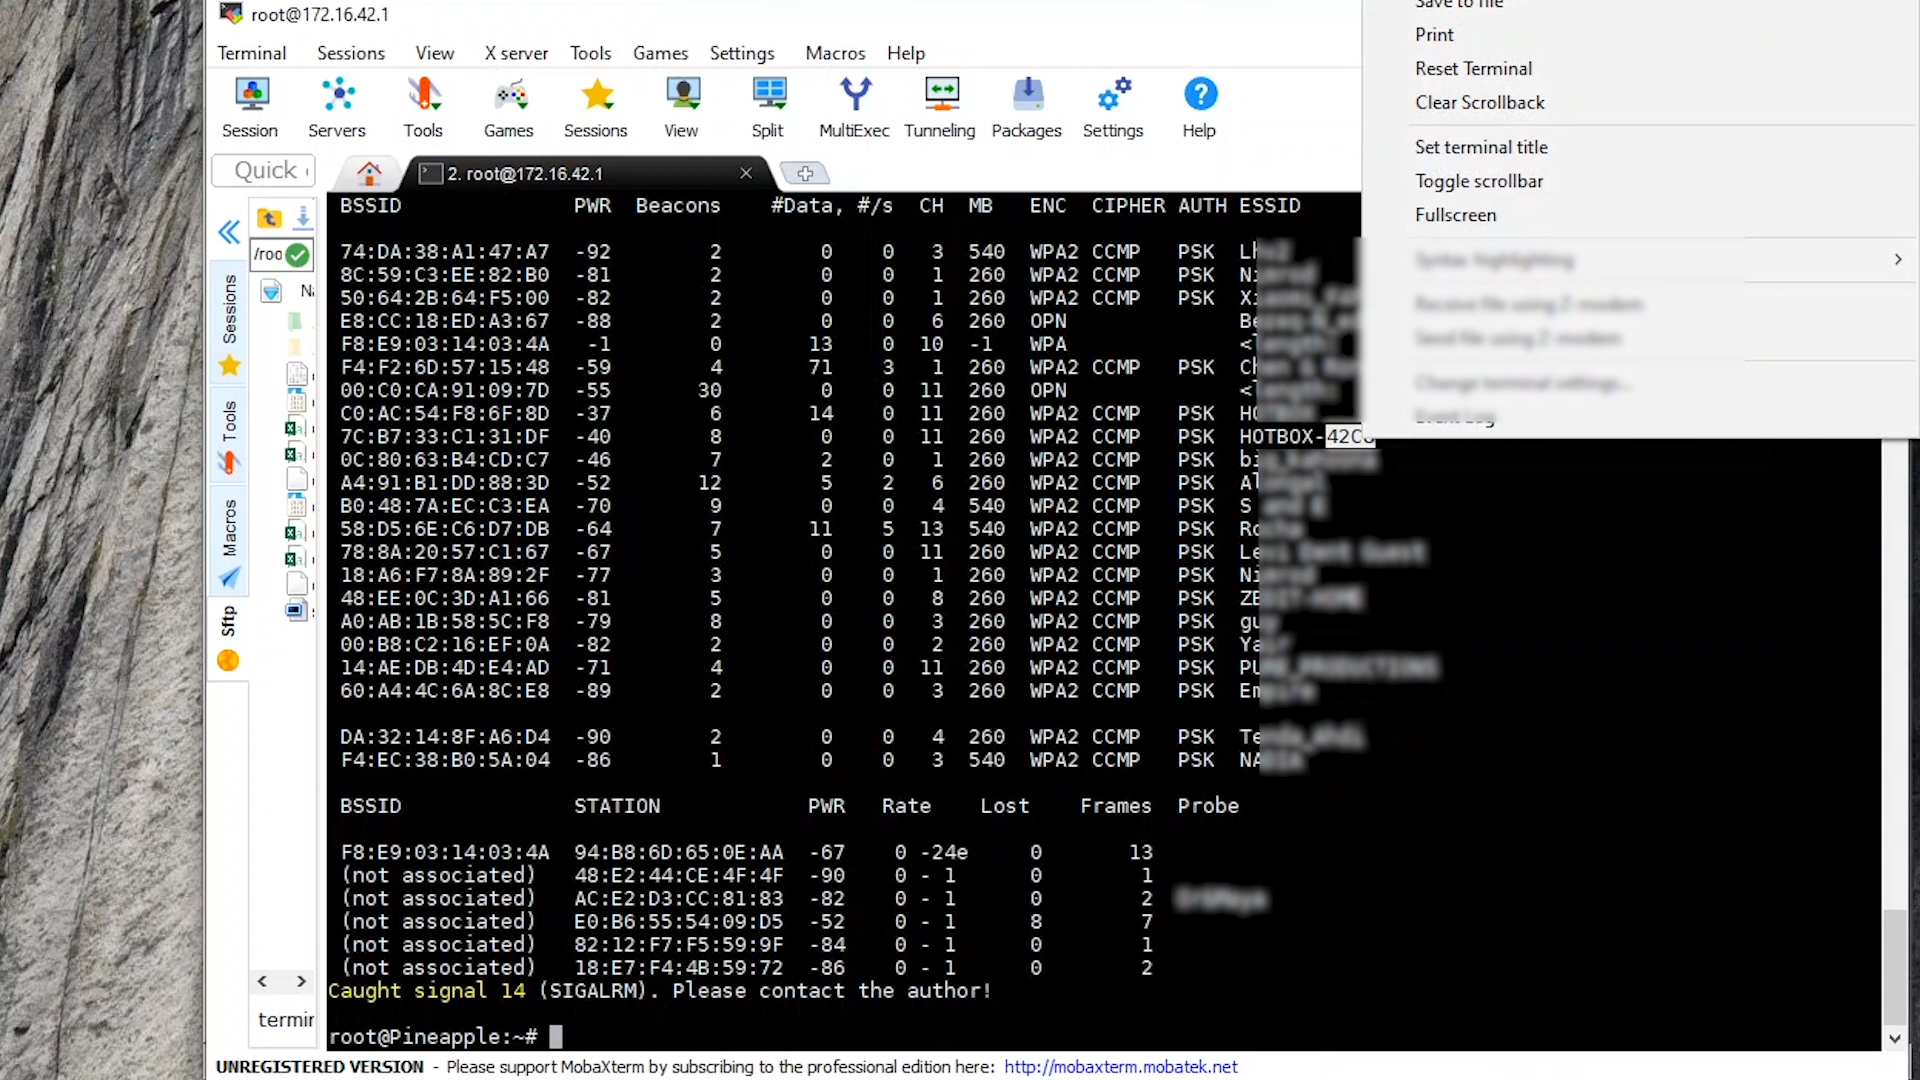 root@172.16.42.1
Save to file
Print
Reset Terminal
Clear Scrollback
Set terminal title
Toggle scrollbar
Fullscreen
Terminal Sessions View X server Tools Games Settings Macros Help
Session Servers Tools Games Sessions View Split MultiExec Tunneling Packages Settings Help
Quick
2. root@172.16.42.1
/roo
Sessions
Tools
Macros
Sftp
BSSID PWR Beacons #Data, #/s CH MB ENC CIPHER AUTH ESSID
74:DA:38:A1:47:A7 -92 2 0 0 3 540 WPA2 CCMP PSK
8C:59:C3:EE:82:B0 -81 2 0 0 1 260 WPA2 CCMP PSK
50:64:2B:64:F5:00 -82 2 0 0 1 260 WPA2 CCMP PSK
E8:CC:18:ED:A3:67 -88 2 0 0 6 260 OPN
F8:E9:03:14:03:4A -1 0 13 0 10 -1 WPA
F4:F2:6D:57:15:48 -59 4 71 3 1 260 WPA2 CCMP PSK
00:C0:CA:91:09:7D -55 30 0 0 11 260 OPN
C0:AC:54:F8:6F:8D -37 6 14 0 11 260 WPA2 CCMP PSK
7C:B7:33:C1:31:DF -40 8 0 0 11 260 WPA2 CCMP PSK HOTBOX-42C
0C:80:63:B4:CD:C7 -46 7 2 0 1 260 WPA2 CCMP PSK
A4:91:B1:DD:88:3D -52 12 5 2 6 260 WPA2 CCMP PSK
B0:48:7A:EC:C3:EA -70 9 0 0 4 540 WPA2 CCMP PSK
58:D5:6E:C6:D7:DB -64 7 11 5 13 540 WPA2 CCMP PSK
78:8A:20:57:C1:67 -67 5 0 0 11 260 WPA2 CCMP PSK
18:A6:F7:8A:89:2F -77 3 0 0 1 260 WPA2 CCMP PSK
48:EE:0C:3D:A1:66 -81 5 0 0 8 260 WPA2 CCMP PSK
A0:AB:1B:58:5C:F8 -79 8 0 0 3 260 WPA2 CCMP PSK
00:B8:C2:16:EF:0A -82 2 0 0 2 260 WPA2 CCMP PSK
14:AE:DB:4D:E4:AD -71 4 0 0 11 260 WPA2 CCMP PSK
60:A4:4C:6A:8C:E8 -89 2 0 0 3 260 WPA2 CCMP PSK
DA:32:14:8F:A6:D4 -90 2 0 0 4 260 WPA2 CCMP PSK
F4:EC:38:B0:5A:04 -86 1 0 0 3 540 WPA2 CCMP PSK
BSSID STATION PWR Rate Lost Frames Probe
F8:E9:03:14:03:4A 94:B8:6D:65:0E:AA -67 0 -24e 0 13
(not associated) 48:E2:44:CE:4F:4F -90 0 - 1 0 1
(not associated) AC:E2:D3:CC:81:83 -82 0 - 1 0 2
(not associated) E0:B6:55:54:09:D5 -52 0 - 1 8 7
(not associated) 82:12:F7:F5:59:9F -84 0 - 1 0 1
(not associated) 18:E7:F4:4B:59:72 -86 0 - 1 0 2
Caught signal 14 (SIGALRM). Please contact the author!
root@Pineapple:~#
termin
UNREGISTERED VERSION - Please support MobaXterm by subscribing to the professional edition here: http://mobaxterm.mobatek.net